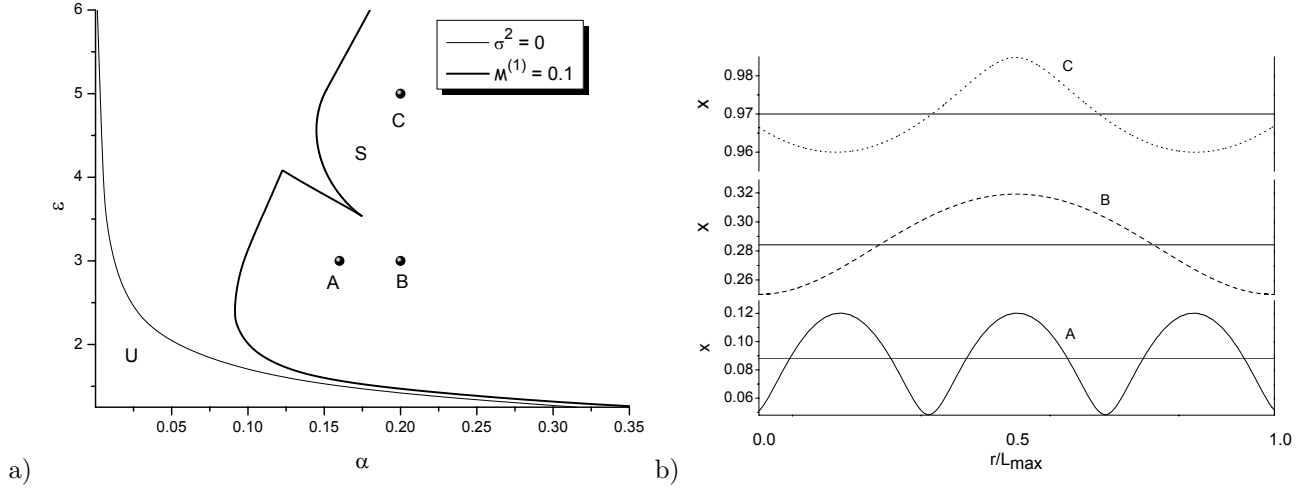 6
5
4
3
2
ε
0.05
0.10
0.15
0.20
0.25
0.30
0.35
α
σ² = 0
M⁽¹⁾ = 0.1
C
S
A
B
U
a)
0.98
0.97
0.96
x
C
0.32
0.30
0.28
0.26
x
B
0.12
0.10
0.08
0.06
x
A
0.0
0.5
1.0
r/Lmax
b)